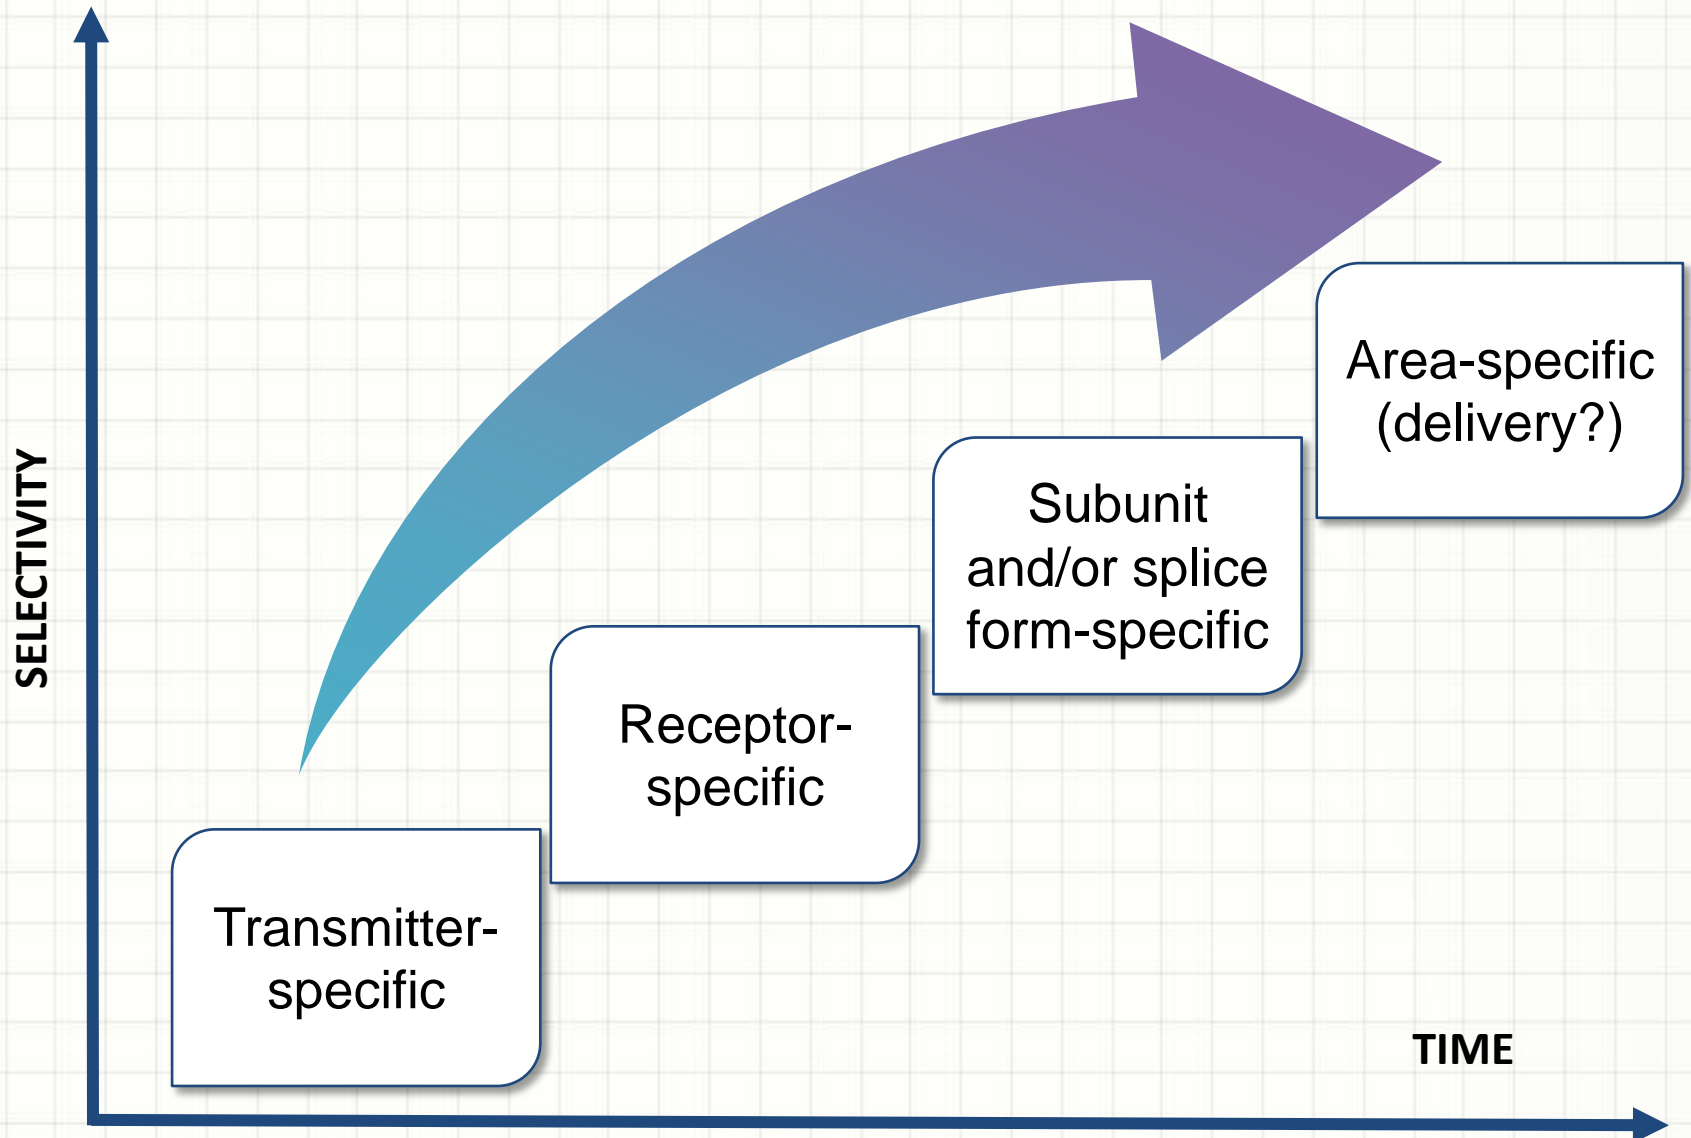 SELECTIVITY
Transmitter-
specific
Receptor-
specific
Subunit
and/or splice
form-specific
Area-specific
(delivery?)
TIME